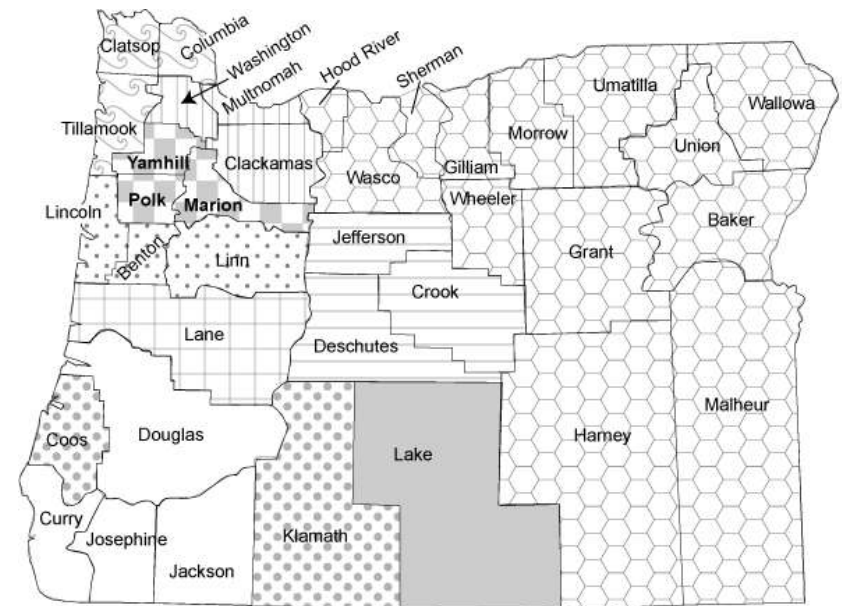 Clatsop
Columbia
Washington
Multnomah
Hood River
Sherman
Umatilla
Wallowa
Tillamook
Morrow
Union
Yamhill
Clackamas
Gilliam
Wasco
Polk
Marion
Wheeler
Lincoln
Baker
Jefferson
Benton
Linn
Grant
Crook
Lane
Deschutes
Malheur
Coos
Douglas
Harney
Lake
Curry
Josephine
Klamath
Jackson